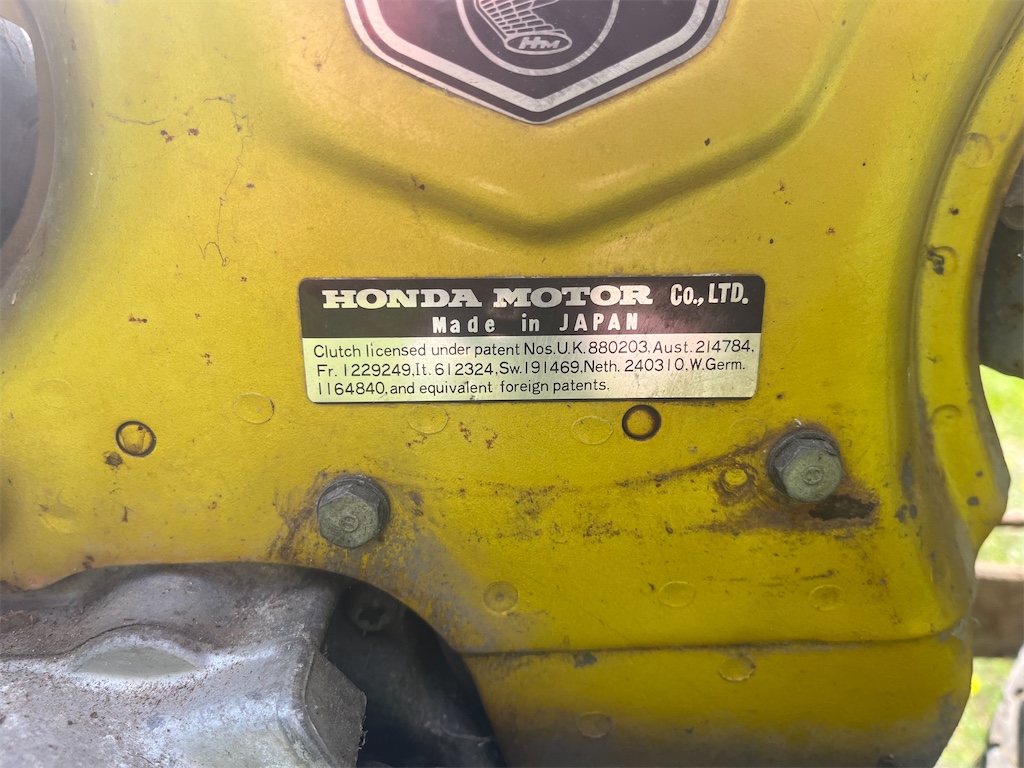 HM
HONDA MOTOR Co., LTD.
Made in JAPAN
Clutch licensed under patent Nos. U.K. 880203. Aust. 214784.
Fr. 1229249, It. 612324, Sw. 191469. Neth. 240310. W. Germ.
1164840, and equivalent foreign patents.